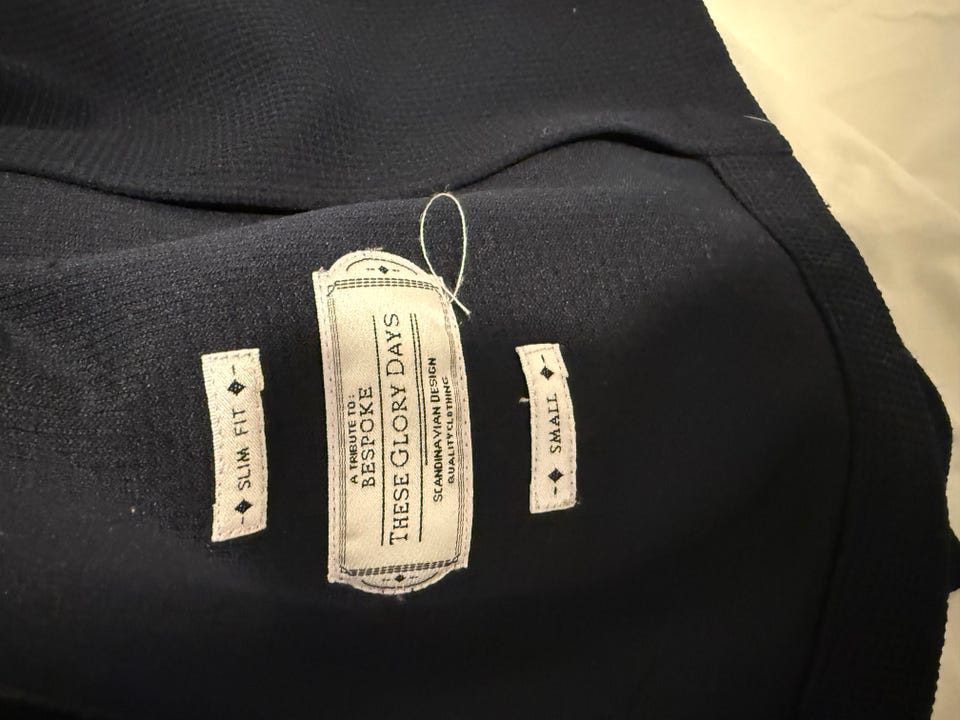 SLIM FIT
A TRIBUTE TO:
BESPOKE
THESE GLORY DAYS
SCANDINAVIAN DESIGN
QUALITY CLOTHING
SMALL